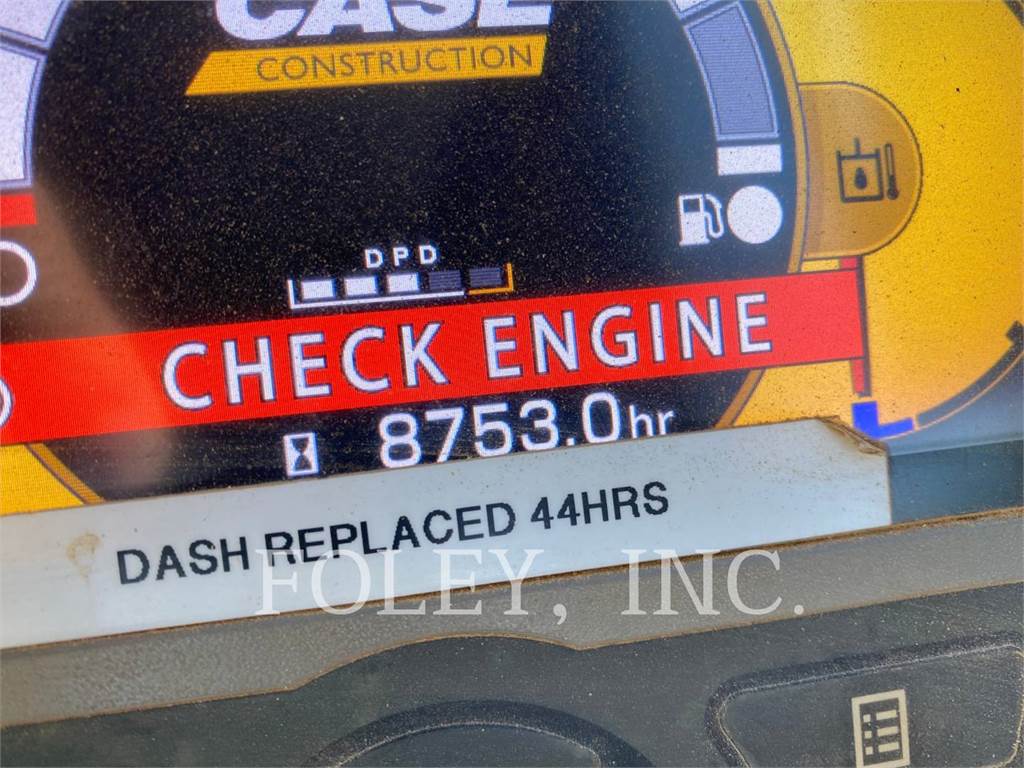 CASE
CONSTRUCTION
DPD
CHECK ENGINE
8753.0hr
DASH REPLACED 44HRS
FOLEY, INC.